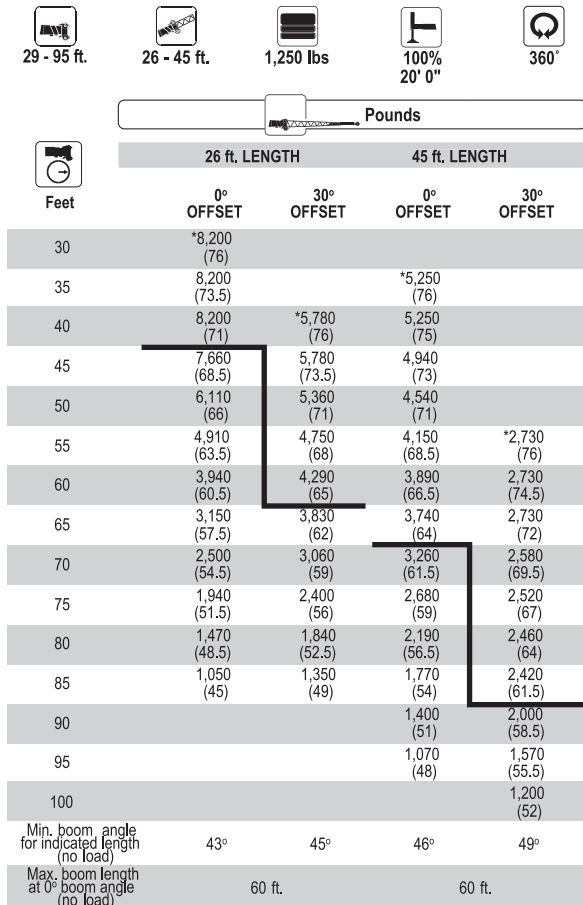 29 - 95 ft. 26 - 45 ft. 1,250 lbs 100% 360°
20' 0"
Pounds
26 ft. LENGTH 45 ft. LENGTH
Feet 0° 30° 0° 30°
OFFSET OFFSET OFFSET OFFSET
30 *8,200
(76)
35 8,200 *5,250
(73.5) (76)
40 8,200 *5,780 5,250
(71) (76) (75)
45 7,660 5,780 4,940
(68.5) (73.5) (73)
50 6,110 5,360 4,540
(66) (71) (71)
55 4,910 4,750 4,150 *2,730
(63.5) (68) (68.5) (76)
60 3,940 4,290 3,890 2,730
(60.5) (65) (66.5) (74.5)
65 3,150 3,830 3,740 2,730
(57.5) (62) (64) (72)
70 2,500 3,060 3,260 2,580
(54.5) (59) (61.5) (69.5)
75 1,940 2,400 2,680 2,520
(51.5) (56) (59) (67)
80 1,470 1,840 2,190 2,460
(48.5) (52.5) (56.5) (64)
85 1,050 1,350 1,770 2,420
(45) (49) (54) (61.5)
90 1,400 2,000
(51) (58.5)
95 1,070 1,570
(48) (55.5)
100 1,200
(52)
Min. boom angle
for indicated length 43° 45° 46° 49°
(no load)
Max. boom length
at 0° boom angle 60 ft. 60 ft.
(no load)